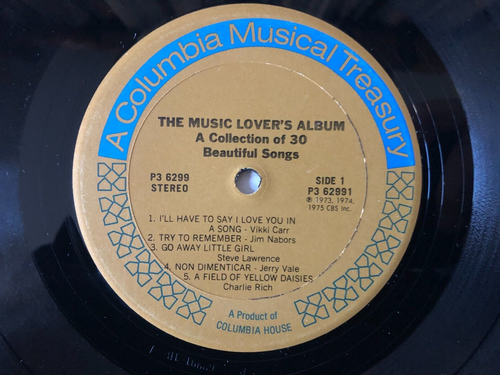 A Columbia Musical Treasury
THE MUSIC LOVER'S ALBUM
A Collection of 30
Beautiful Songs
P3 6299
STEREO
SIDE 1
P3 62991
℗ 1973, 1974,
1975 CBS Inc.
1. I'LL HAVE TO SAY I LOVE YOU IN
A SONG - Vikki Carr
2. TRY TO REMEMBER - Jim Nabors
3. GO AWAY LITTLE GIRL
Steve Lawrence
4. NON DIMENTICAR - Jerry Vale
5. A FIELD OF YELLOW DAISIES
Charlie Rich
A Product of
COLUMBIA HOUSE